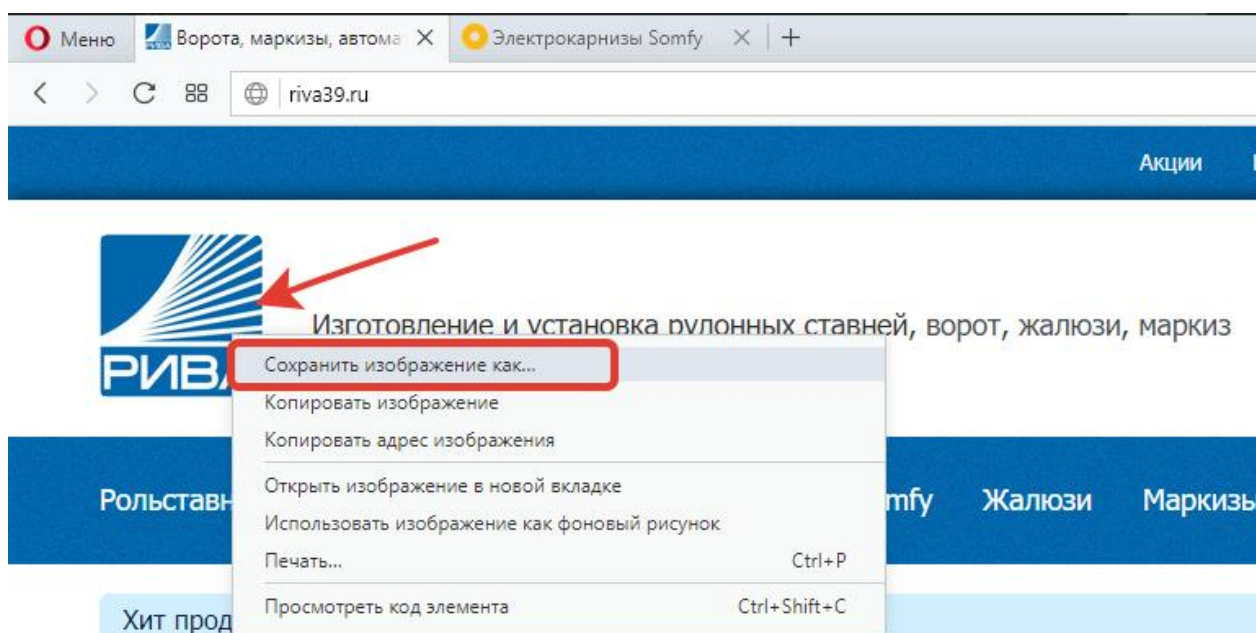 Меню Ворота, маркизы, автома Электрокарнизы Somfy
riva39.ru
Акции
Изготовление и установка рулонных ставней, ворот, жалюзи, маркиз
РИВА
Сохранить изображение как...
Копировать изображение
Копировать адрес изображения
Рольставн
Открыть изображение в новой вкладке
mfy Жалюзи Маркизы
Использовать изображение как фоновый рисунок
Печать... Ctrl+P
Просмотреть код элемента Ctrl+Shift+C
Хит прод